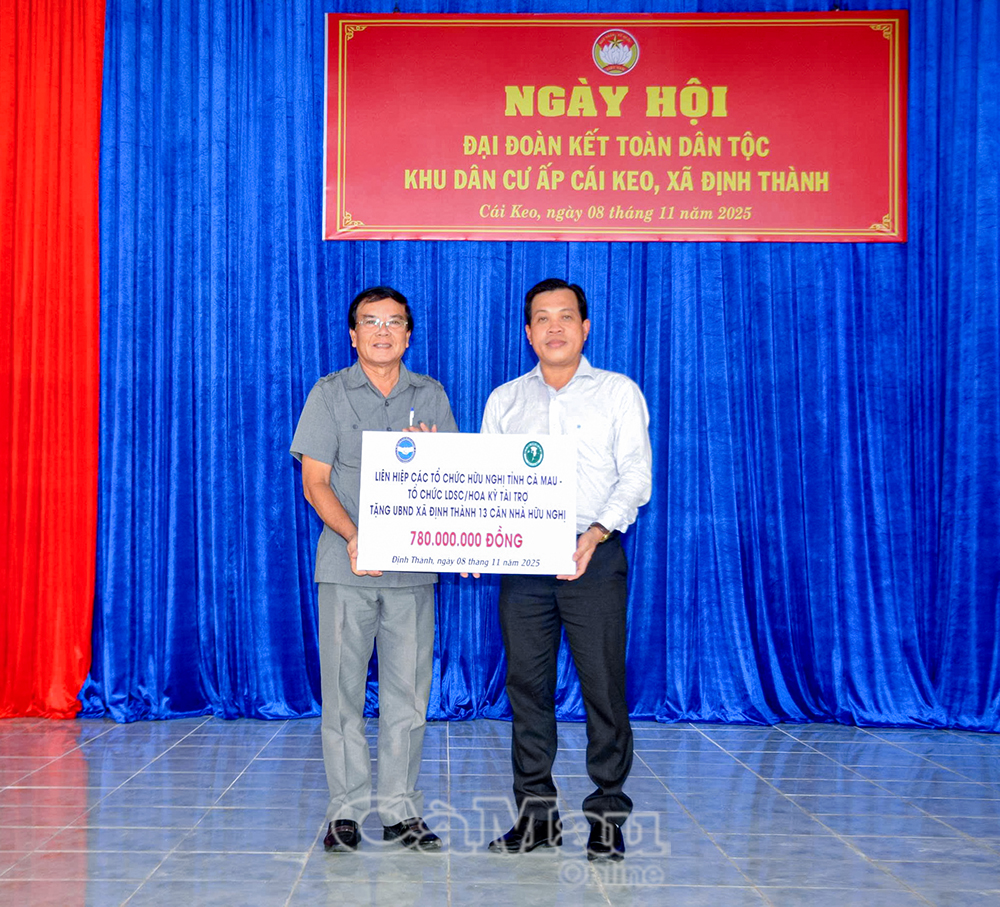 NGÀY HỘI
ĐẠI ĐOÀN KẾT TOÀN DÂN TỘC
KHU DÂN CƯ ẤP CÁI KEO, XÃ ĐỊNH THÀNH
Cái Keo, ngày 08 tháng 11 năm 2025
LIÊN HIỆP CÁC TỔ CHỨC HỮU NGHỊ TỈNH CÀ MAU -
TỔ CHỨC LDSC/HOA KỲ TÀI TRỢ
TẶNG UBND XÃ ĐỊNH THÀNH 13 CĂN NHÀ HỮU NGHỊ
780.000.000 ĐỒNG
Định Thành, ngày 08 tháng 11 năm 2025
CàMau
Online